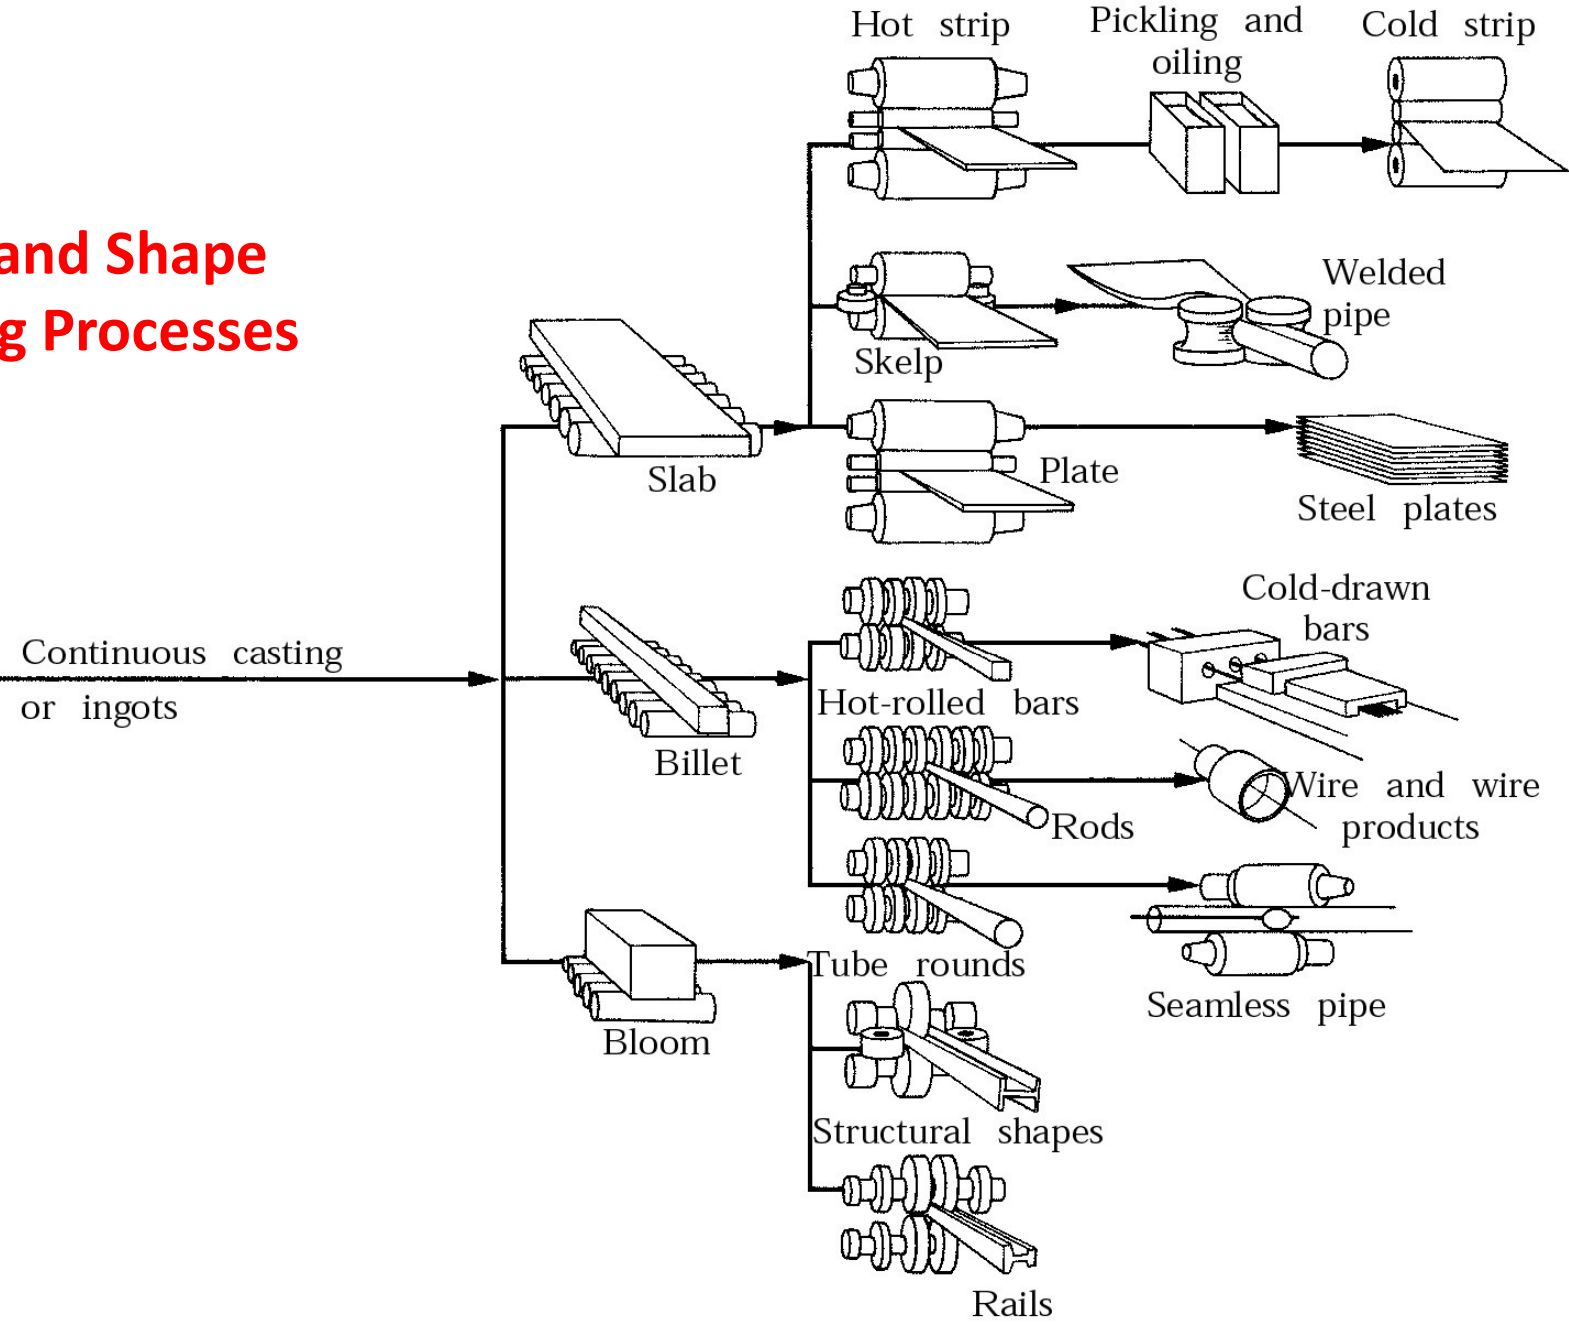 Hot strip
Pickling and
oiling
Cold strip
and Shape
g Processes
Welded
pipe
Skelp
Slab
Plate
Steel plates
Cold-drawn
bars
Continuous casting
or ingots
Hot-rolled bars
Billet
Wire and wire
products
Rods
Tube rounds
Seamless pipe
Bloom
Structural shapes
Rails